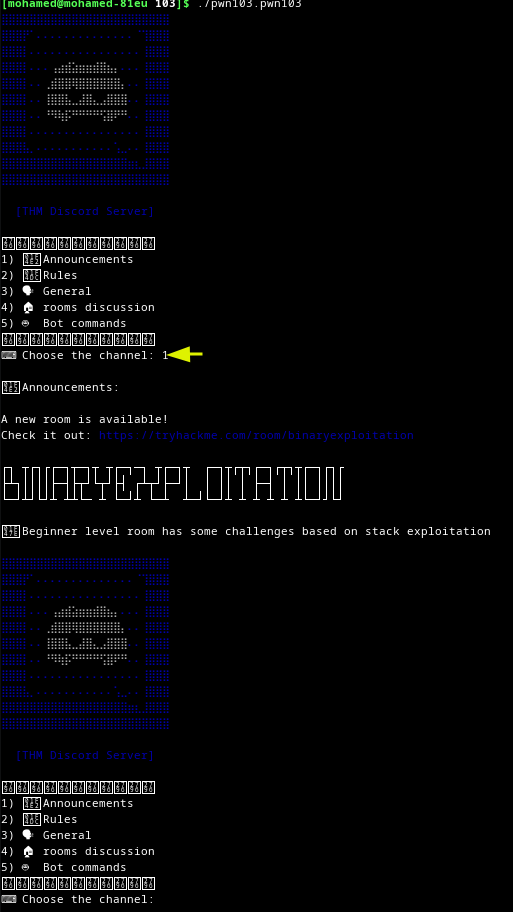 [mohamed@mohamed-81eu 103]$ ./pwn103.pwn103
[THM Discord Server]
1) Announcements
2) Rules
3) 🗣 General
4) 🏠 rooms discussion
5) Bot commands
⌨ Choose the channel: 1
Announcements:
A new room is available!
Check it out: https://tryhackme.com/room/binaryexploitation
Beginner level room has some challenges based on stack exploitation
[THM Discord Server]
1) Announcements
2) Rules
3) 🗣 General
4) 🏠 rooms discussion
5) Bot commands
⌨ Choose the channel: